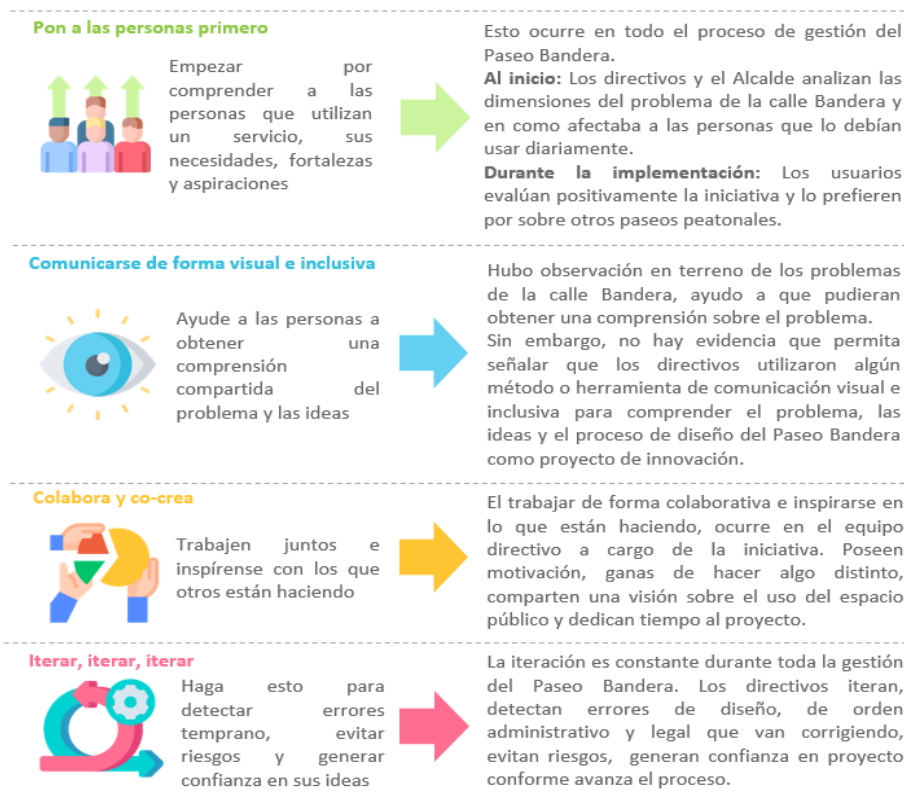 Pon a las personas primero
Empezar por
comprender a las
personas que utilizan
un servicio, sus
necesidades, fortalezas
y aspiraciones
Esto ocurre en todo el proceso de gestión del
Paseo Bandera.
Al inicio: Los directivos y el Alcalde analizan las
dimensiones del problema de la calle Bandera y
en como afectaba a las personas que lo debían
usar diariamente.
Durante la implementación: Los usuarios
evalúan positivamente la iniciativa y lo prefieren
por sobre otros paseos peatonales.
Comunicarse de forma visual e inclusiva
Ayude a las personas a
obtener una
comprensión
compartida del
problema y las ideas
Hubo observación en terreno de los problemas
de la calle Bandera, ayudo a que pudieran
obtener una comprensión sobre el problema.
Sin embargo, no hay evidencia que permita
señalar que los directivos utilizaron algún
método o herramienta de comunicación visual e
inclusiva para comprender el problema, las
ideas y el proceso de diseño del Paseo Bandera
como proyecto de innovación.
Colabora y co-crea
Trabajen juntos e
inspírense con los que
otros están haciendo
El trabajar de forma colaborativa e inspirarse en
lo que están haciendo, ocurre en el equipo
directivo a cargo de la iniciativa. Poseen
motivación, ganas de hacer algo distinto,
comparten una visión sobre el uso del espacio
público y dedican tiempo al proyecto.
Iterar, iterar, iterar
Haga esto para
detectar errores
temprano, evitar
riesgos y generar
confianza en sus ideas
La iteración es constante durante toda la gestión
del Paseo Bandera. Los directivos iteran,
detectan errores de diseño, de orden
administrativo y legal que van corrigiendo,
evitan riesgos, generan confianza en proyecto
conforme avanza el proceso.